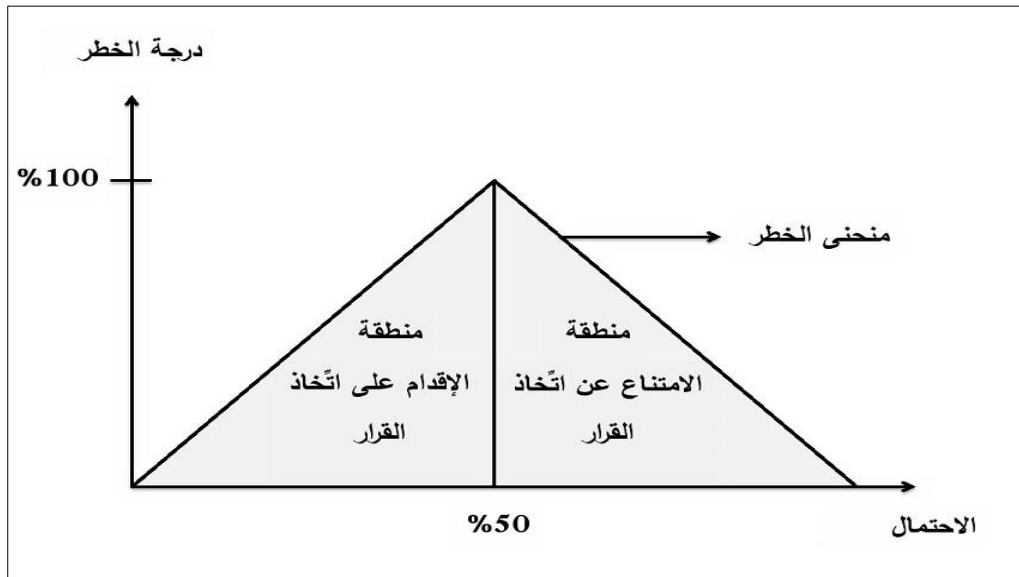 درجة الخطر
%100
منحنى الخطر
منطقة
الامتناع عن اتّخاذ
القرار
منطقة
الإقدام على اتّخاذ
القرار
%50
الاحتمال